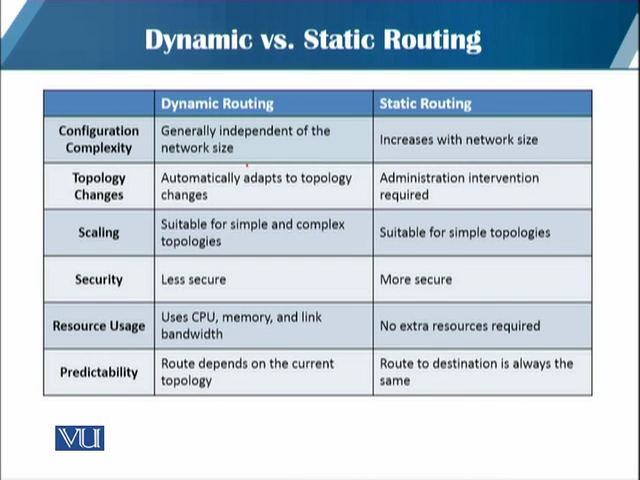 Dynamic vs. Static Routing
Dynamic Routing Static Routing
Configuration Complexity
Generally independent of the network size
Increases with network size
Topology Changes
Automatically adapts to topology changes
Administration intervention required
Scaling
Suitable for simple and complex topologies
Suitable for simple topologies
Security
Less secure
More secure
Resource Usage
Uses CPU, memory, and link bandwidth
No extra resources required
Predictability
Route depends on the current topology
Route to destination is always the same
VU